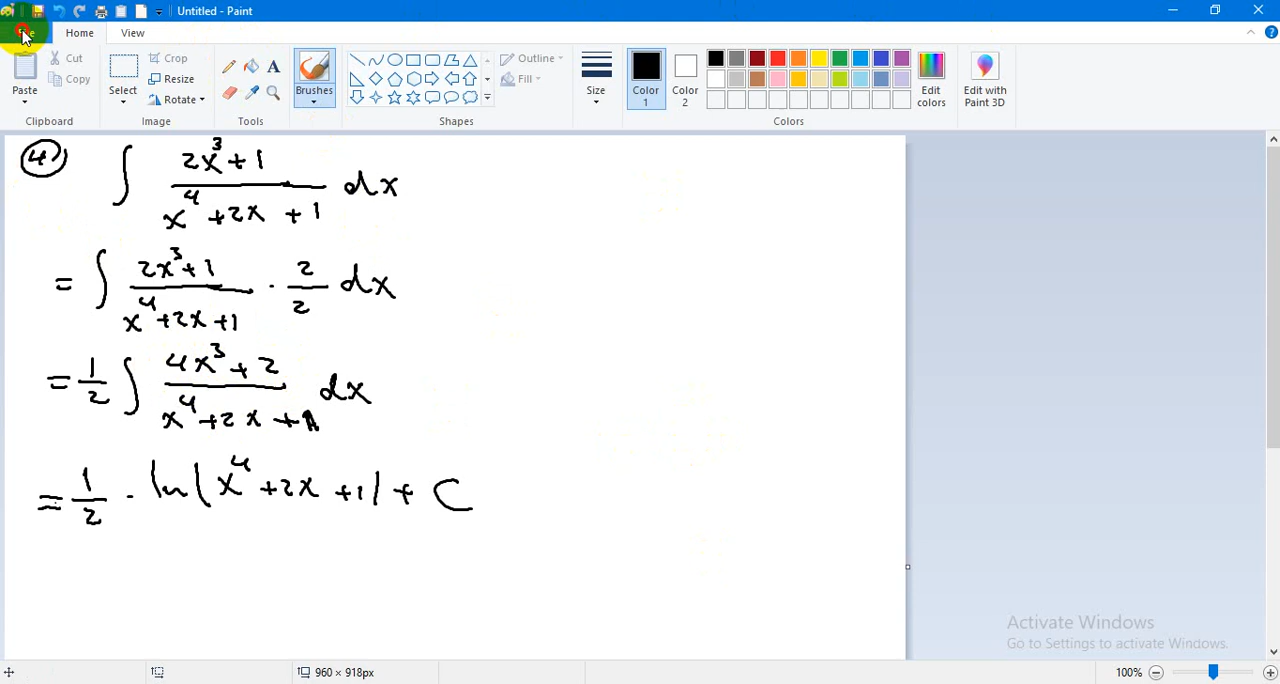 Untitled - Paint
File Home View
Cut
Copy
Paste
Clipboard
Crop
Resize
Rotate
Select
Image
A
Tools
Brushes
Outline
Fill
Shapes
Size
Color 1
Color 2
Edit colors
Edit with Paint 3D
Colors
④ ∫ (2x³+1)/(x⁴+2x+1) dx
= ∫ (2x³+1)/(x⁴+2x+1) · 2/2 dx
= 1/2 ∫ (4x³+2)/(x⁴+2x+1) dx
= 1/2 · ln|x⁴+2x+1| + C
Activate Windows
Go to Settings to activate Windows.
960 × 918px
100%